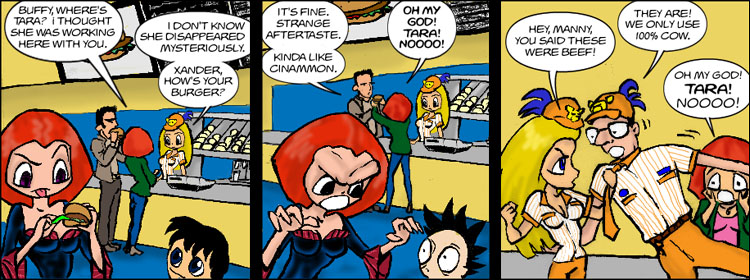 BUFFY, WHERE'S
TARA? I THOUGHT
SHE WAS WORKING
HERE WITH YOU.
I DON'T KNOW
SHE DISAPPEARED
MYSTERIOUSLY.
XANDER,
HOW'S YOUR
BURGER?
IT'S FINE.
STRANGE
AFTERTASTE.
KINDA LIKE
CINAMMON.
OH MY
GOD!
TARA!
NOOOO!
HEY, MANNY,
YOU SAID THESE
WERE BEEF!
THEY ARE!
WE ONLY USE
100% COW.
OH MY GOD!
TARA!
NOOOO!